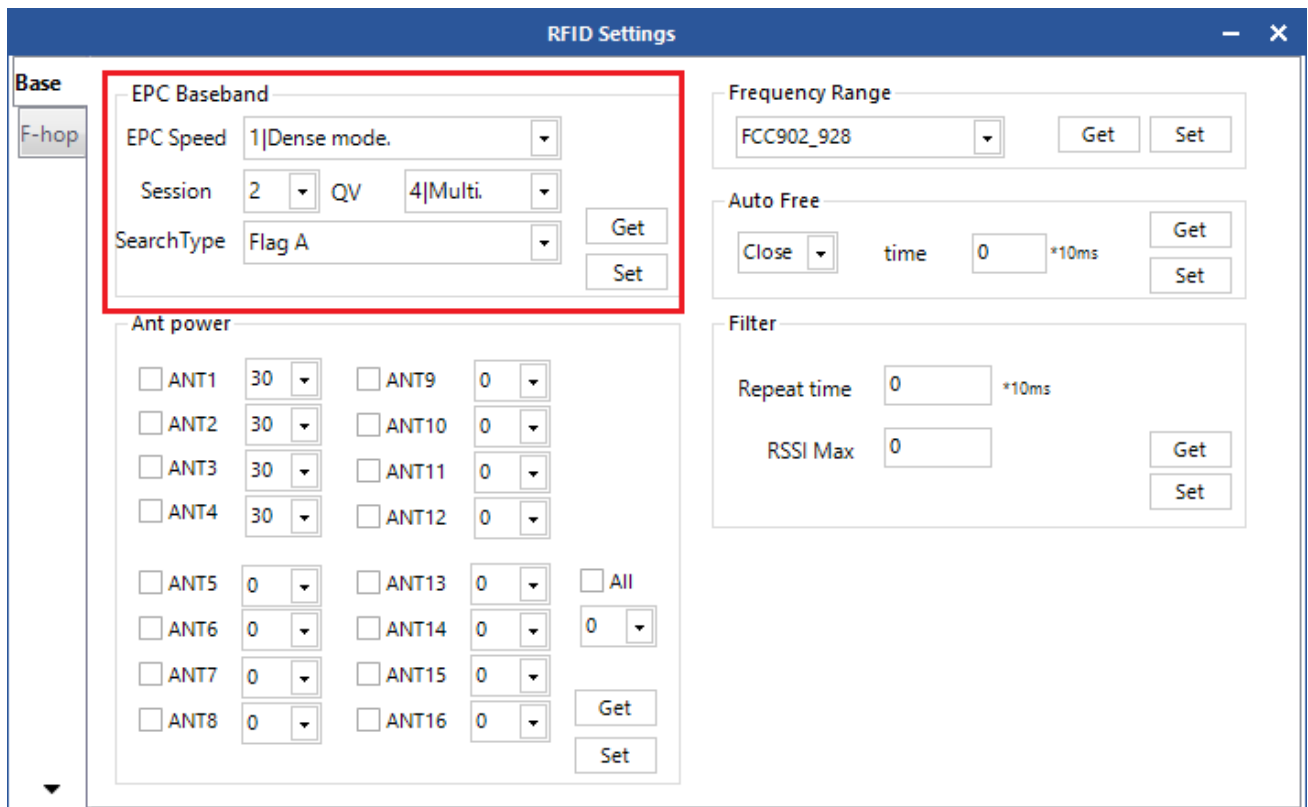 RFID Settings
Base
F-hop
EPC Baseband
EPC Speed 1|Dense mode.
Session 2 QV 4|Multi.
SearchType Flag A
Get
Set
Ant power
ANT1 30 ANT9 0
ANT2 30 ANT10 0
ANT3 30 ANT11 0
ANT4 30 ANT12 0
ANT5 0 ANT13 0 All
ANT6 0 ANT14 0 0
ANT7 0 ANT15 0
ANT8 0 ANT16 0
Get
Set
Frequency Range
FCC902_928 Get Set
Auto Free
Close time 0 *10ms
Get
Set
Filter
Repeat time 0 *10ms
RSSI Max 0
Get
Set